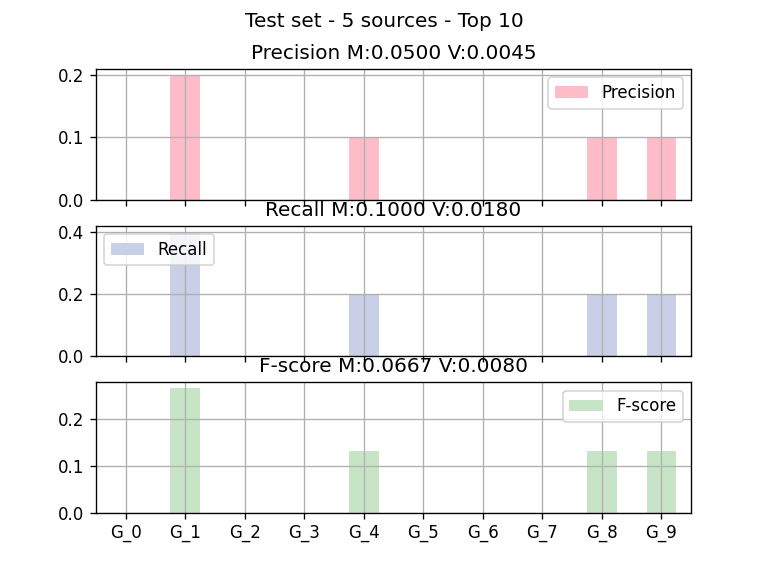 Test set - 5 sources - Top 10
Precision M:0.0500 V:0.0045
0.2
0.1
0.0
Precision
Recall M:0.1000 V:0.0180
0.4
0.2
0.0
Recall
F-score M:0.0667 V:0.0080
0.2
0.1
0.0
F-score
G_0 G_1 G_2 G_3 G_4 G_5 G_6 G_7 G_8 G_9